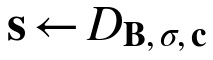 s ← D_{B, σ, c}